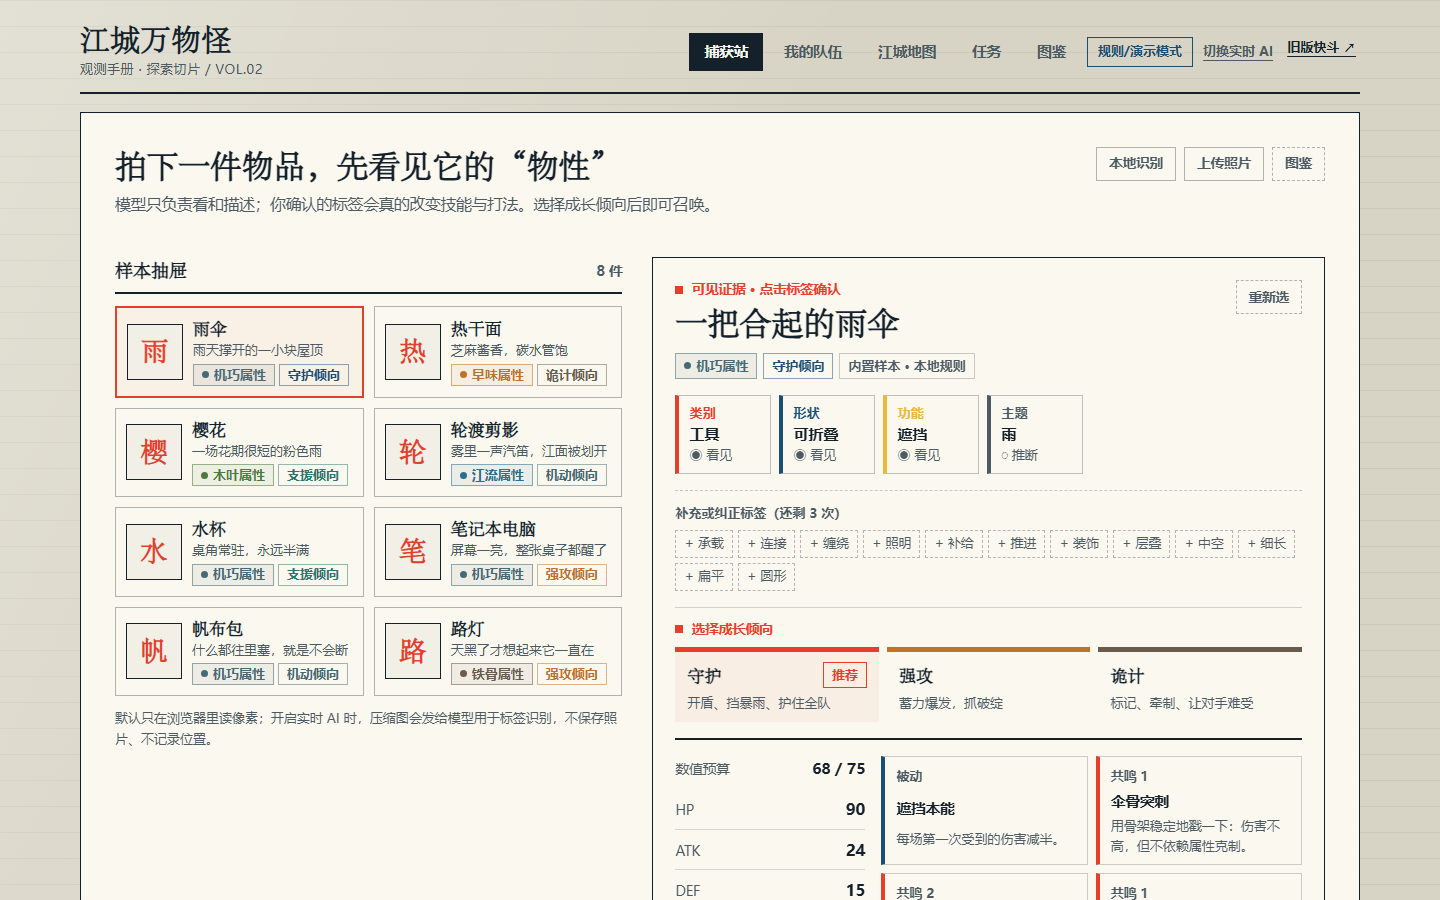 江城万物怪
观测手册 · 探索切片 / VOL.02
捕获站
我的队伍
江城地图
任务
图鉴
规则/演示模式
切换实时 AI
旧版快斗 ↗
拍下一件物品，先看见它的“物性”
模型只负责看和描述；你确认的标签会真的改变技能与打法。选择成长倾向后即可召唤。
本地识别
上传照片
图鉴
样本抽屉
8 件
雨
雨伞
雨天撑开的一小块屋顶
机巧属性
守护倾向
热
热干面
芝麻酱香，碳水管饱
早味属性
诡计倾向
樱
樱花
一场花期很短的粉色雨
木叶属性
支援倾向
轮
轮渡剪影
雾里一声汽笛，江面被划开
江流属性
机动倾向
水
水杯
桌角常驻，永远半满
机巧属性
支援倾向
笔
笔记本电脑
屏幕一亮，整张桌子都醒了
机巧属性
强攻倾向
帆
帆布包
什么都往里塞，就是不会断
机巧属性
机动倾向
路
路灯
天黑了才想起来它一直在
铁骨属性
强攻倾向
默认只在浏览器里读像素；开启实时 AI 时，压缩图会发给模型用于标签识别，不保存照
片、不记录位置。
可见证据 • 点击标签确认
一把合起的雨伞
重新选
机巧属性
守护倾向
内置样本 • 本地规则
类别
工具
◉ 看见
形状
可折叠
◉ 看见
功能
遮挡
◉ 看见
主题
雨
○ 推断
补充或纠正标签（还剩 3 次）
+ 承载
+ 连接
+ 缠绕
+ 照明
+ 补给
+ 推进
+ 装饰
+ 层叠
+ 中空
+ 细长
+ 扁平
+ 圆形
选择成长倾向
守护
推荐
开盾、挡暴雨、护住全队
强攻
蓄力爆发，抓破绽
诡计
标记、牵制、让对手难受
数值预算
68 / 75
HP
90
ATK
24
DEF
15
被动
遮挡本能
每场第一次受到的伤害减半。
共鸣 1
伞骨突刺
用骨架稳定地戳一下：伤害不
高，但不依赖属性克制。
共鸣 2
共鸣 1